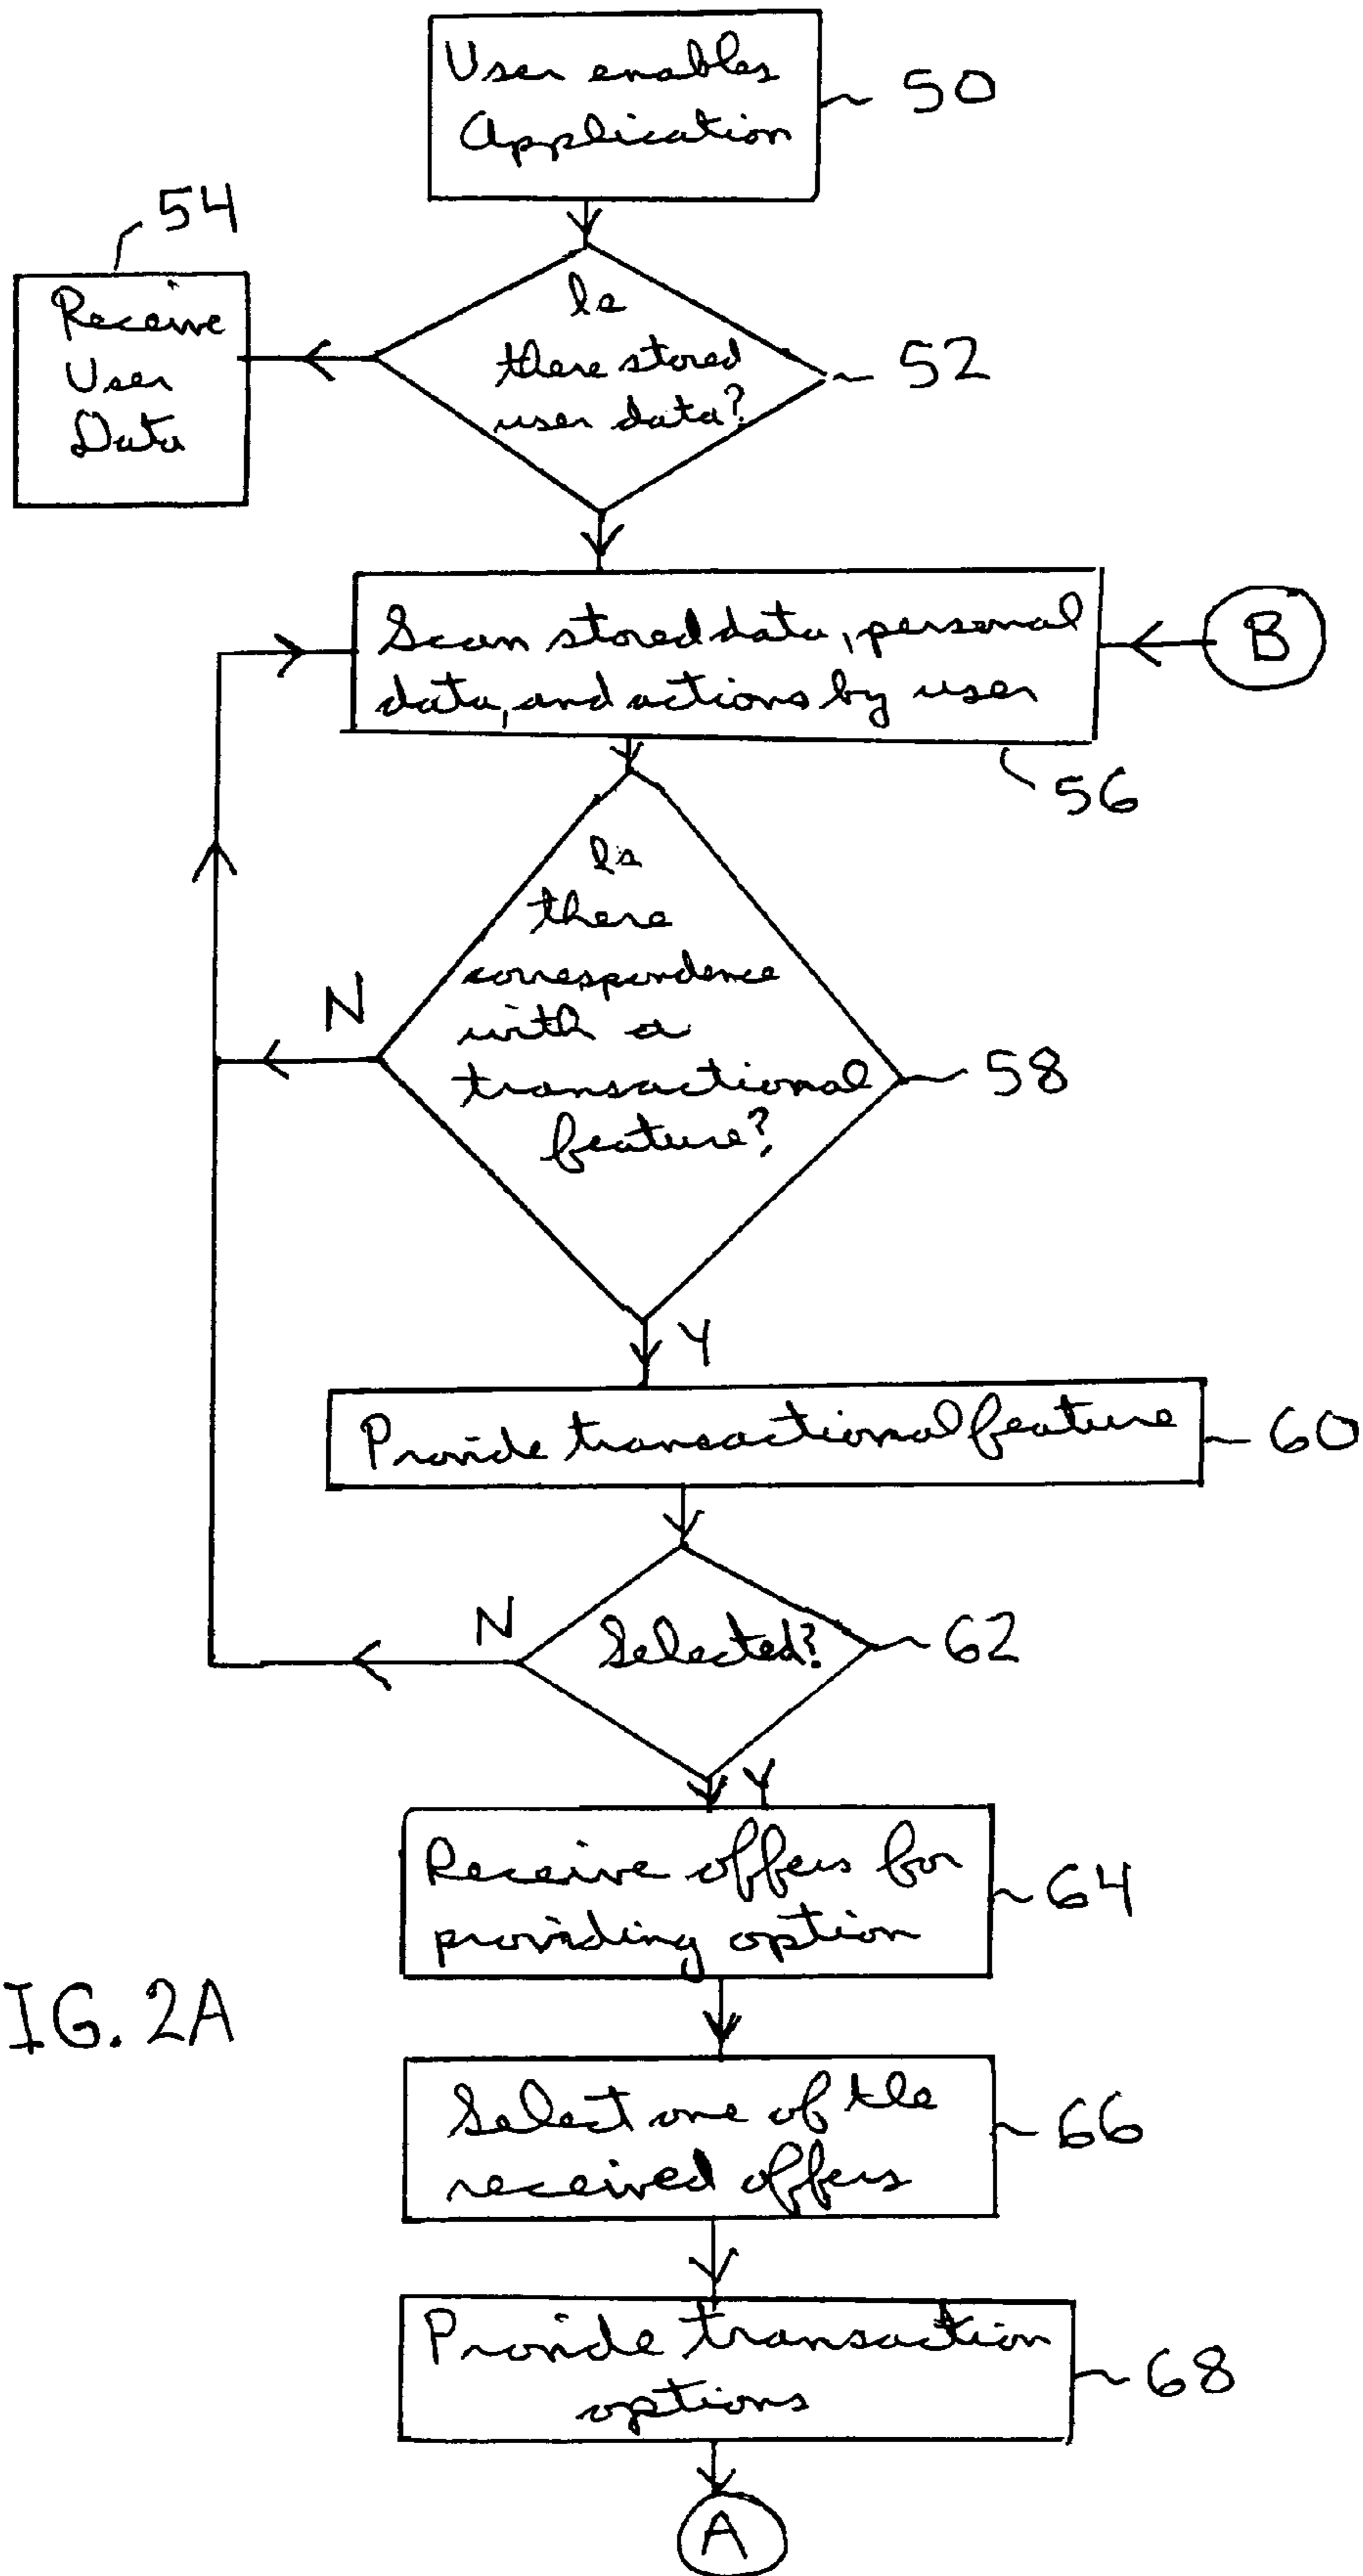 User enables
Application
50
54
Receive
User
Data
Is
there stored
user data?
52
Scan stored data, personal
data, and actions by user
B
56
Is
there
correspondence
with a
transactional
feature?
N
58
Y
Provide transactional feature
60
N
Selected?
62
Y
Receive offers for
providing option
64
IG. 2A
Select one of the
received offers
66
Provide transaction
options
68
A